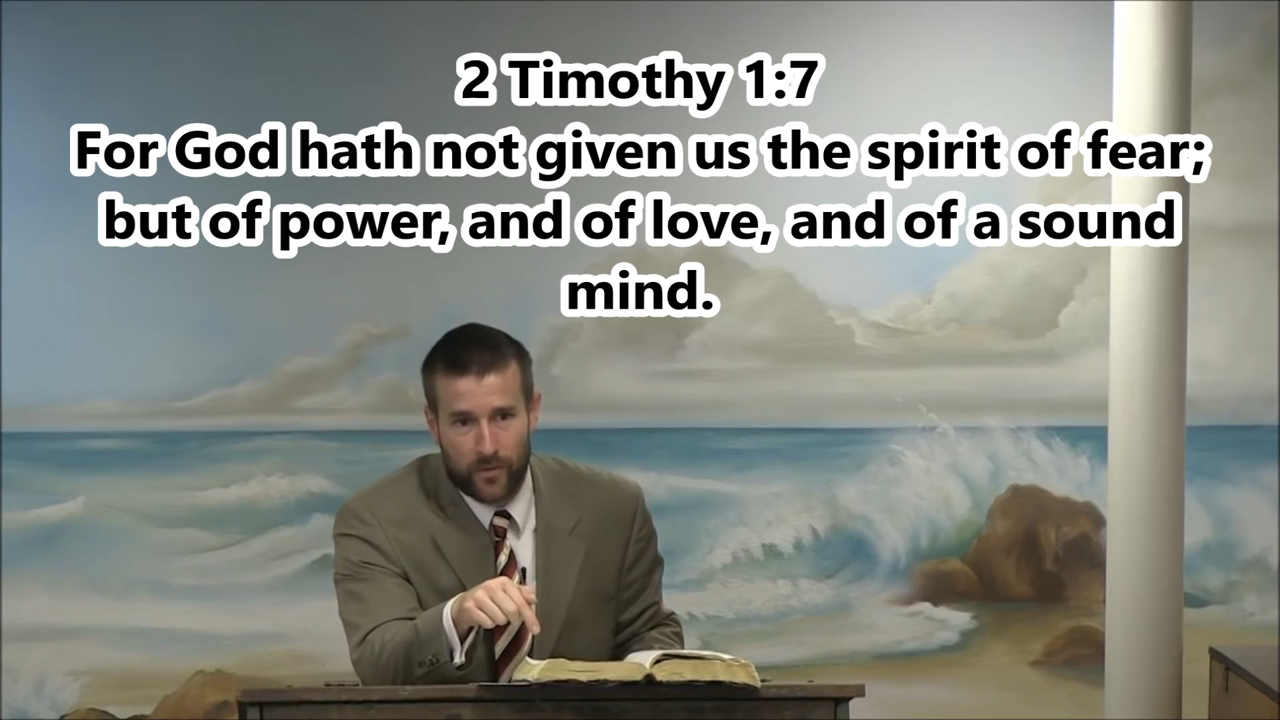 2 Timothy 1:7
For God hath not given us the spirit of fear;
but of power, and of love, and of a sound
mind.